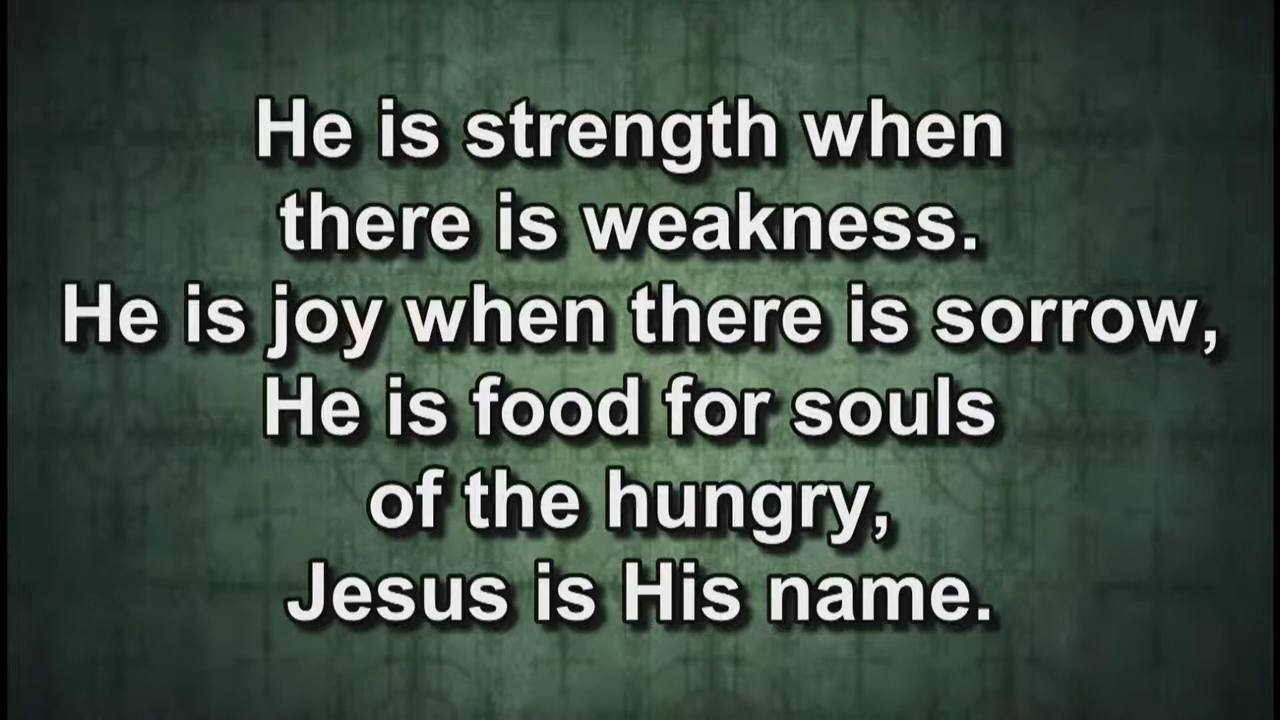 He is strength when
there is weakness.
He is joy when there is sorrow,
He is food for souls
of the hungry,
Jesus is His name.